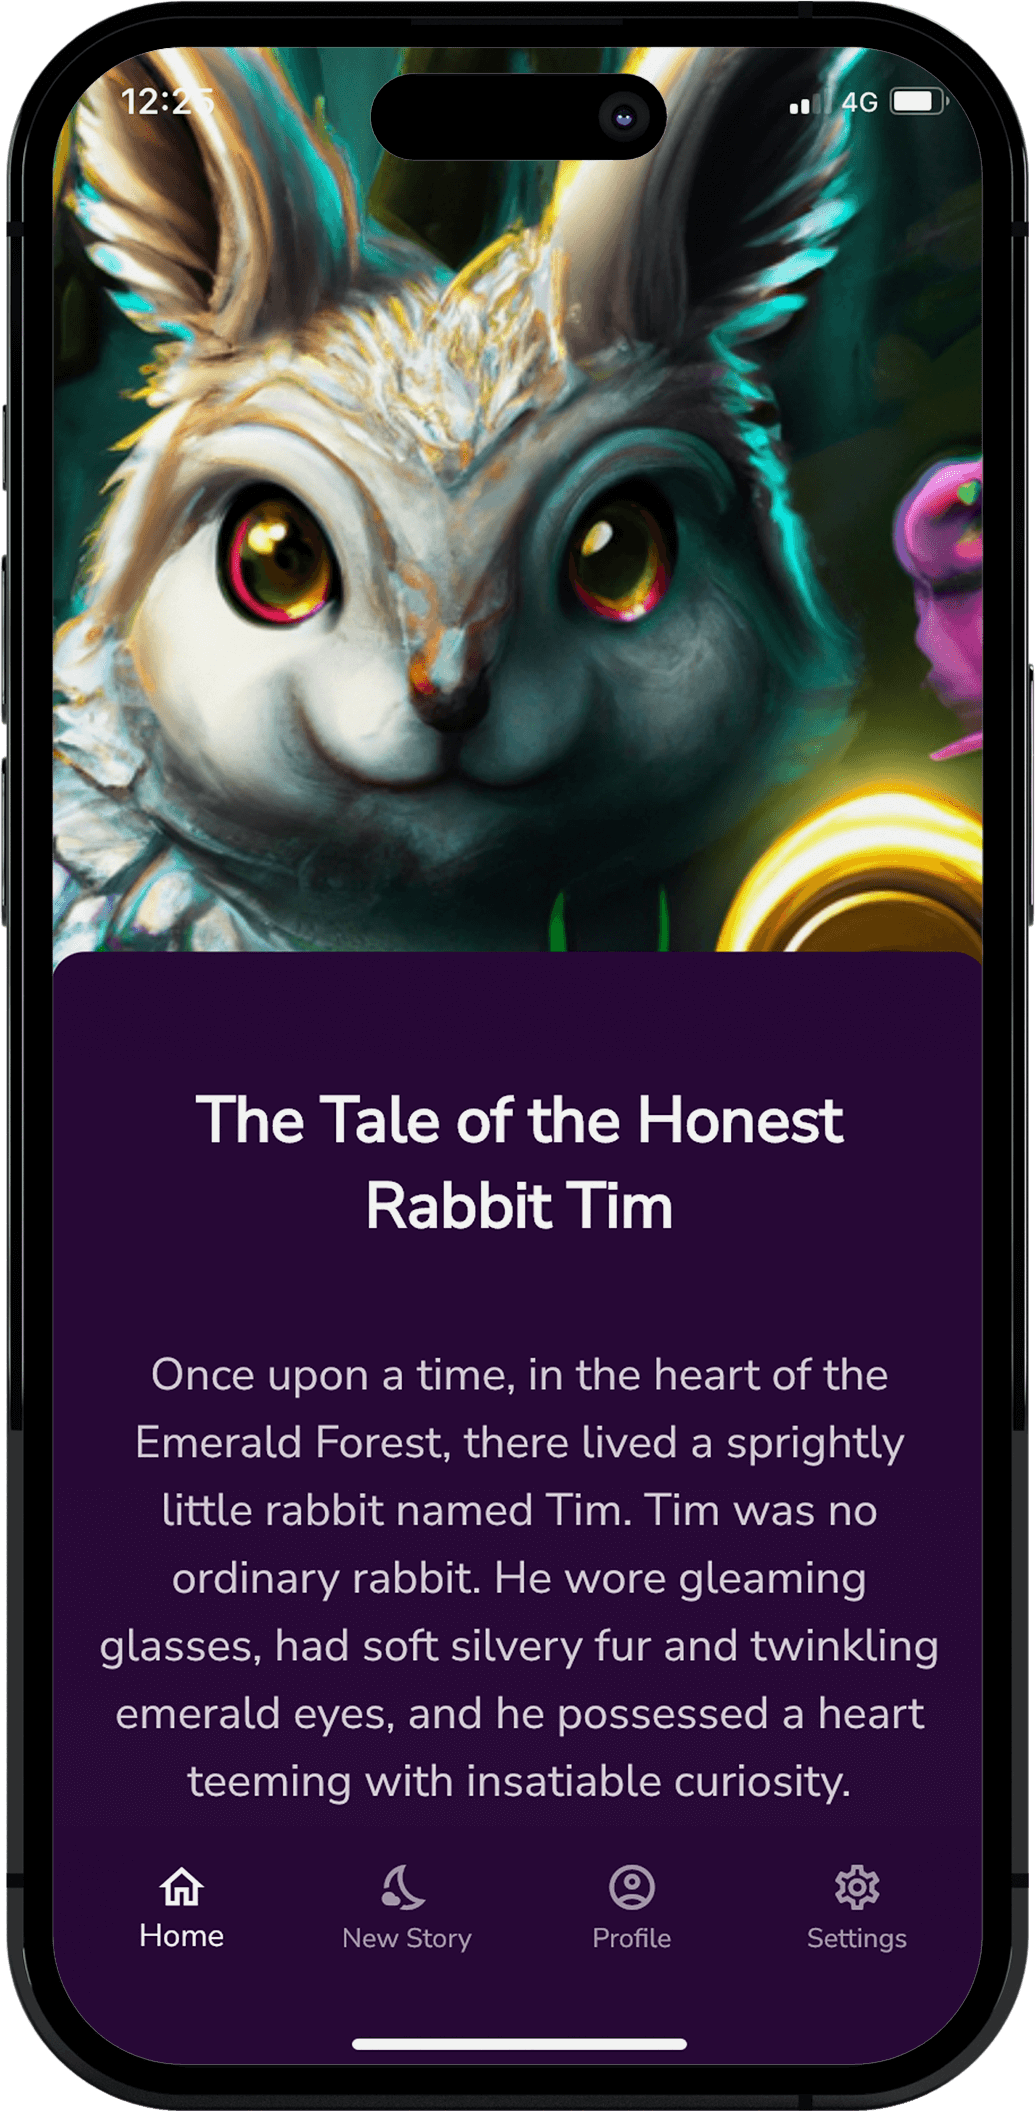 12:25
4G
The Tale of the Honest
Rabbit Tim
Once upon a time, in the heart of the
Emerald Forest, there lived a sprightly
little rabbit named Tim. Tim was no
ordinary rabbit. He wore gleaming
glasses, had soft silvery fur and twinkling
emerald eyes, and he possessed a heart
teeming with insatiable curiosity.
Home
New Story
Profile
Settings